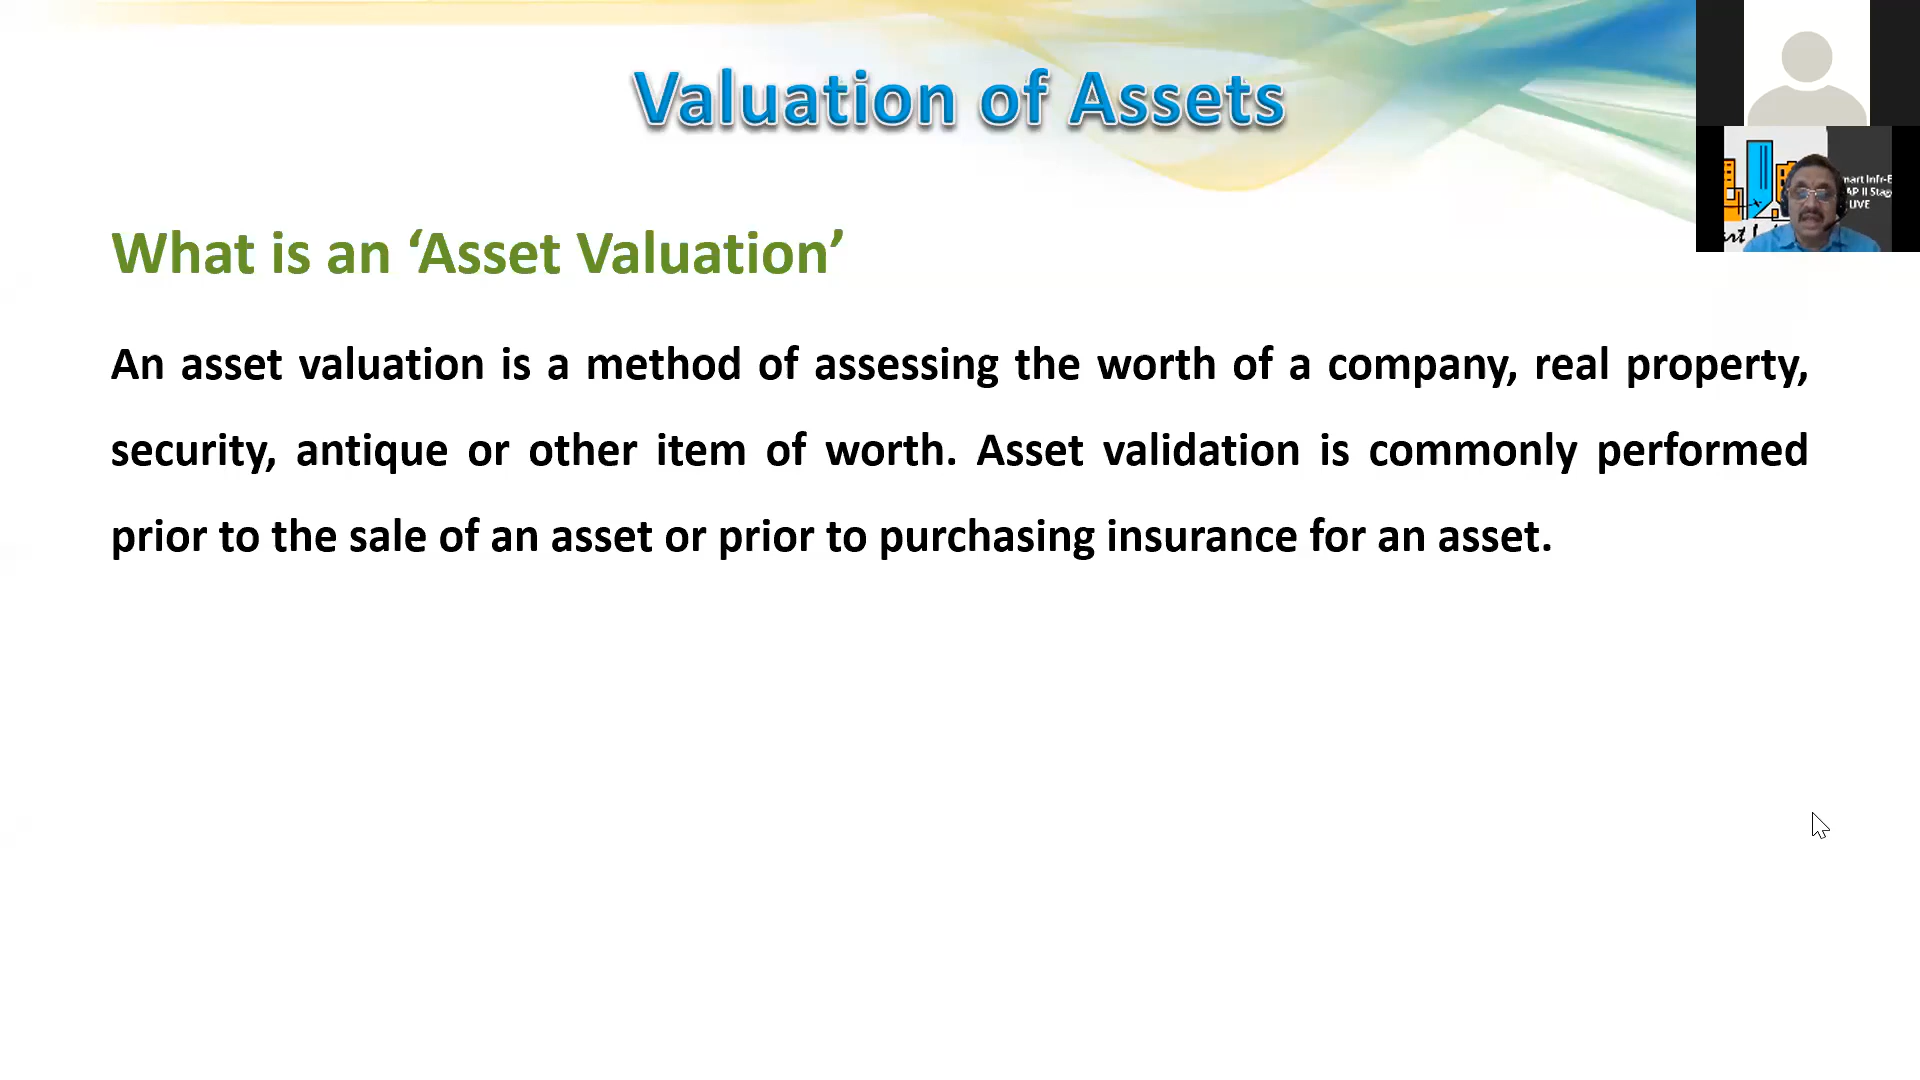 Valuation of Assets
What is an ‘Asset Valuation’
An asset valuation is a method of assessing the worth of a company, real property,
security, antique or other item of worth. Asset validation is commonly performed
prior to the sale of an asset or prior to purchasing insurance for an asset.
LIVE